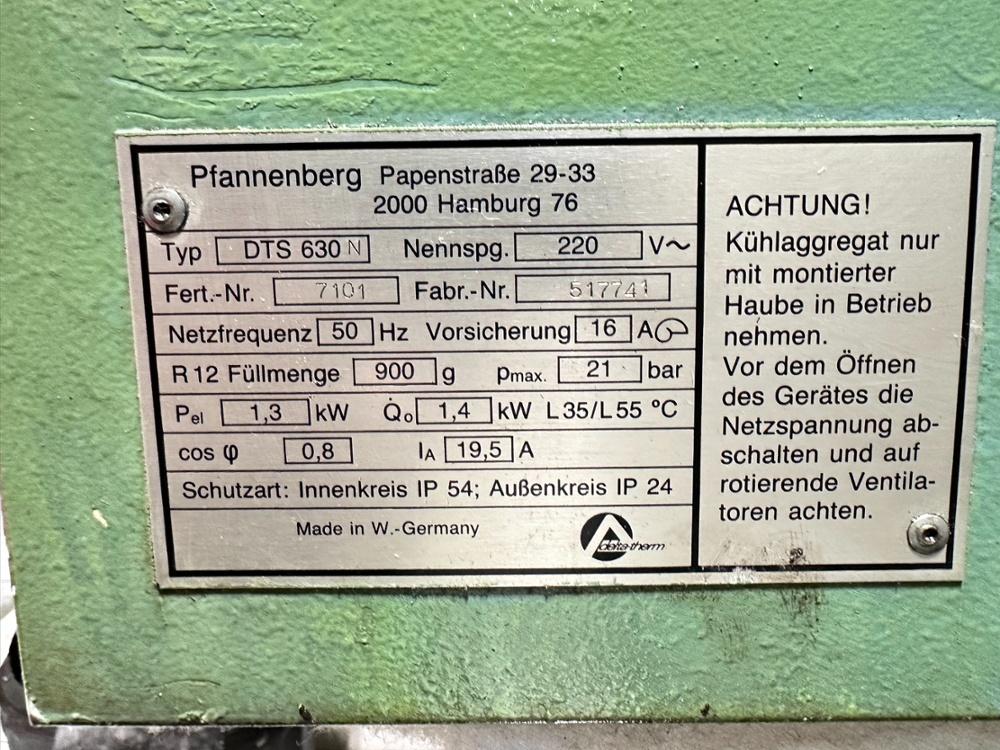 Pfannenberg Papenstraße 29-33
2000 Hamburg 76
Typ DTS 630 N Nennspg. 220 V~
Fert.-Nr. 7101 Fabr.-Nr. 517741
Netzfrequenz 50 Hz Vorsicherung 16 A
R 12 Füllmenge 900 g pmax. 21 bar
Pel 1,3 kW Q̇o 1,4 kW L35/L55 °C
cos φ 0,8 IA 19,5 A
Schutzart: Innenkreis IP 54; Außenkreis IP 24
Made in W.-Germany
delta-therm
ACHTUNG!
Kühlaggregat nur
mit montierter
Haube in Betrieb
nehmen.
Vor dem Öffnen
des Gerätes die
Netzspannung ab-
schalten und auf
rotierende Ventila-
toren achten.